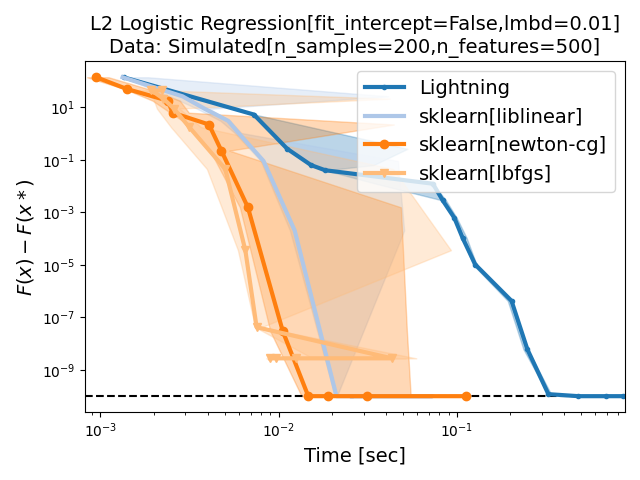 L2 Logistic Regression[fit_intercept=False,lmbd=0.01]
Data: Simulated[n_samples=200,n_features=500]
Lightning
sklearn[liblinear]
sklearn[newton-cg]
sklearn[lbfgs]
F(x) − F(x*)
10¹
10⁻¹
10⁻³
10⁻⁵
10⁻⁷
10⁻⁹
10⁻³
10⁻²
10⁻¹
Time [sec]